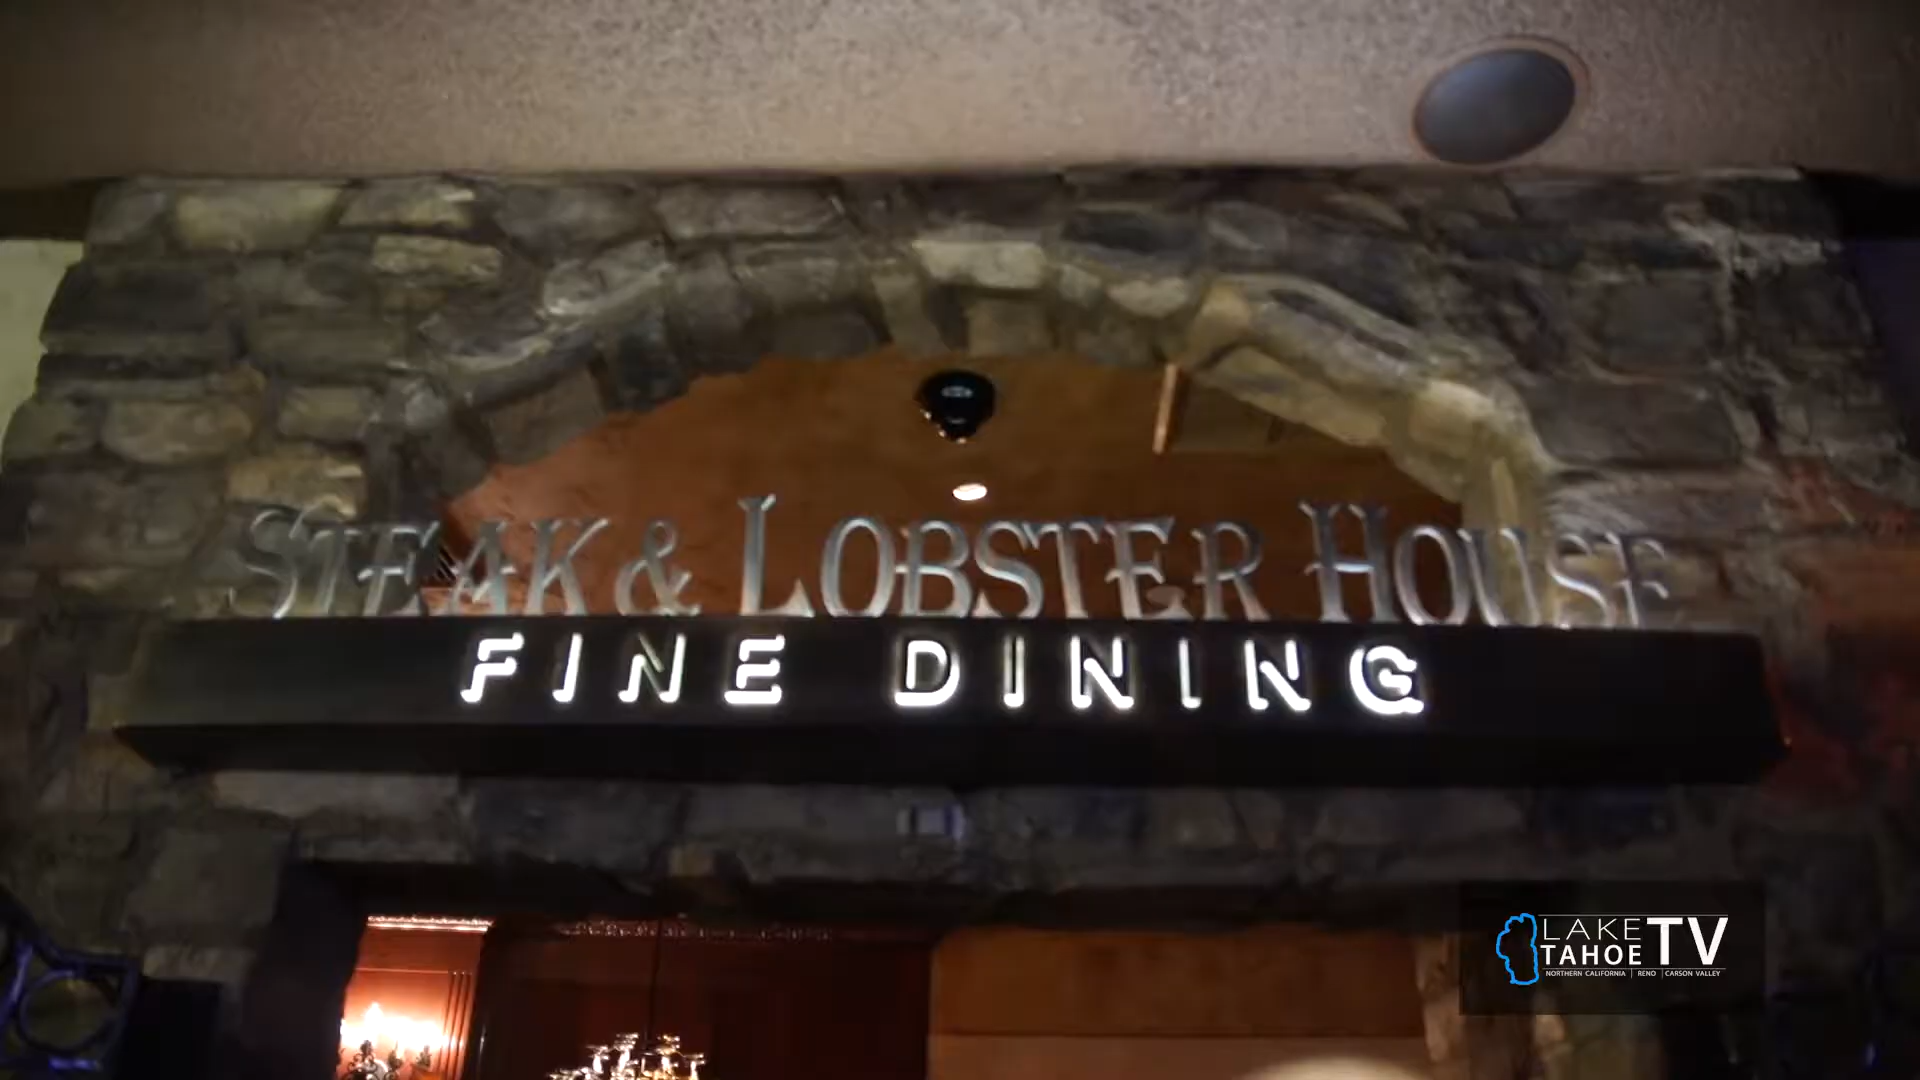 STEAK & LOBSTER HOUSE
FINE DINING
LAKE
TAHOE
TV
NORTHERN CALIFORNIA | RENO | CARSON VALLEY